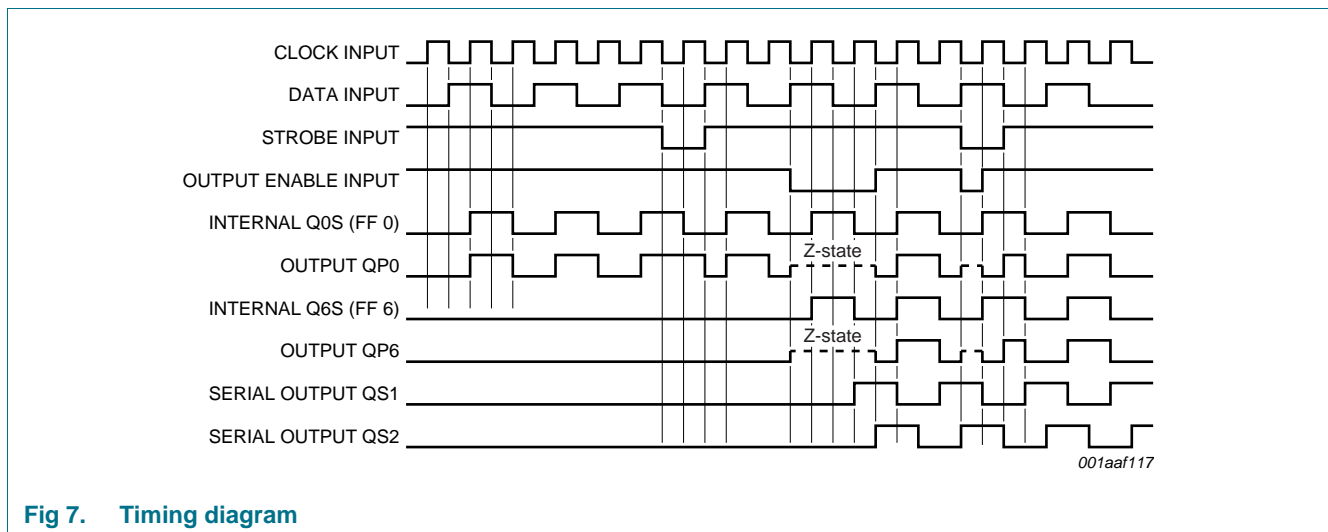 CLOCK INPUT
DATA INPUT
STROBE INPUT
OUTPUT ENABLE INPUT
INTERNAL Q0S (FF 0)
Z-state
OUTPUT QP0
INTERNAL Q6S (FF 6)
Z-state
OUTPUT QP6
SERIAL OUTPUT QS1
SERIAL OUTPUT QS2
001aaf117
Fig 7. Timing diagram